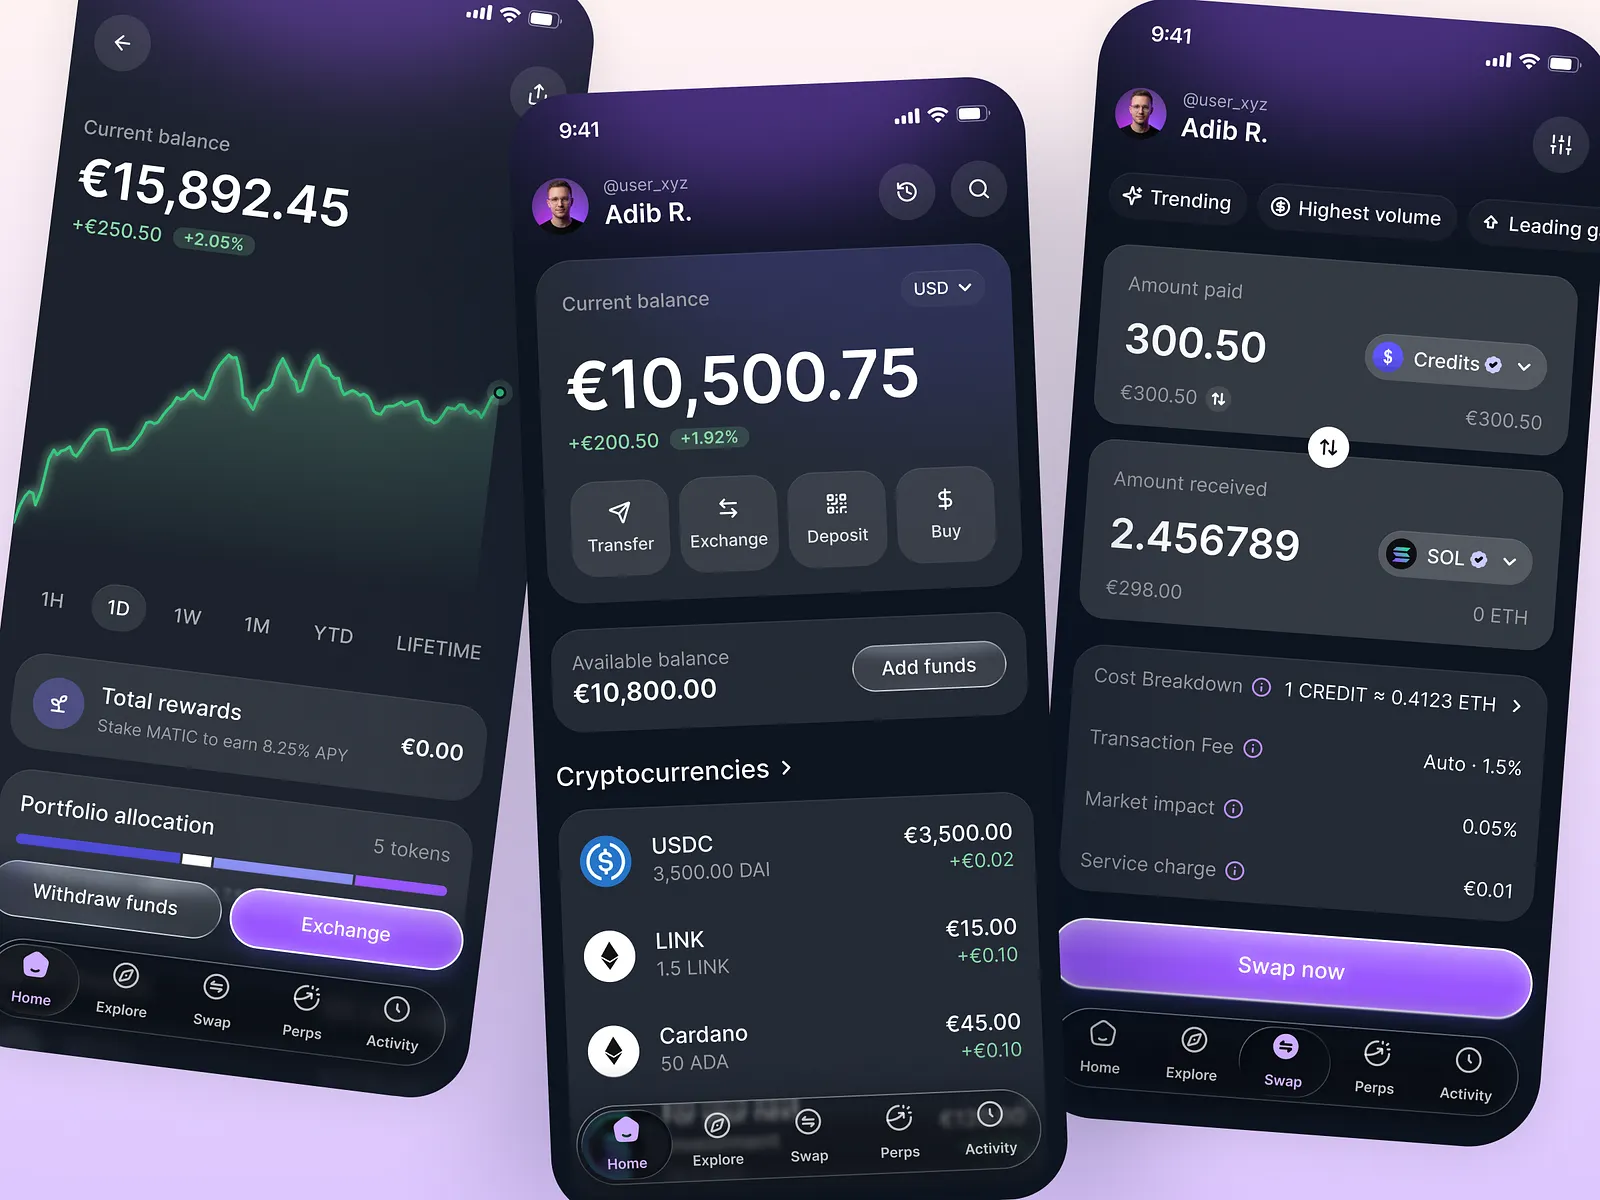 Current balance
€15,892.45
+€250.50 +2.05%
1H 1D 1W 1M YTD LIFETIME
Total rewards
Stake MATIC to earn 8.25% APY
€0.00
Portfolio allocation
5 tokens
Withdraw funds
Exchange
Home Explore Swap Perps Activity
9:41
@user_xyz
Adib R.
Current balance
USD
€10,500.75
+€200.50 +1.92%
Transfer Exchange Deposit Buy
Available balance
€10,800.00
Add funds
Cryptocurrencies
USDC €3,500.00
3,500.00 DAI +€0.02
LINK €15.00
1.5 LINK +€0.10
Cardano €45.00
50 ADA +€0.10
Home Explore Swap Perps Activity
9:41
@user_xyz
Adib R.
Trending Highest volume Leading g
Amount paid
300.50 Credits
€300.50 €300.50
Amount received
2.456789 SOL
€298.00 0 ETH
Cost Breakdown 1 CREDIT ≈ 0.4123 ETH
Transaction Fee Auto · 1.5%
Market impact 0.05%
Service charge €0.01
Swap now
Home Explore Swap Perps Activity